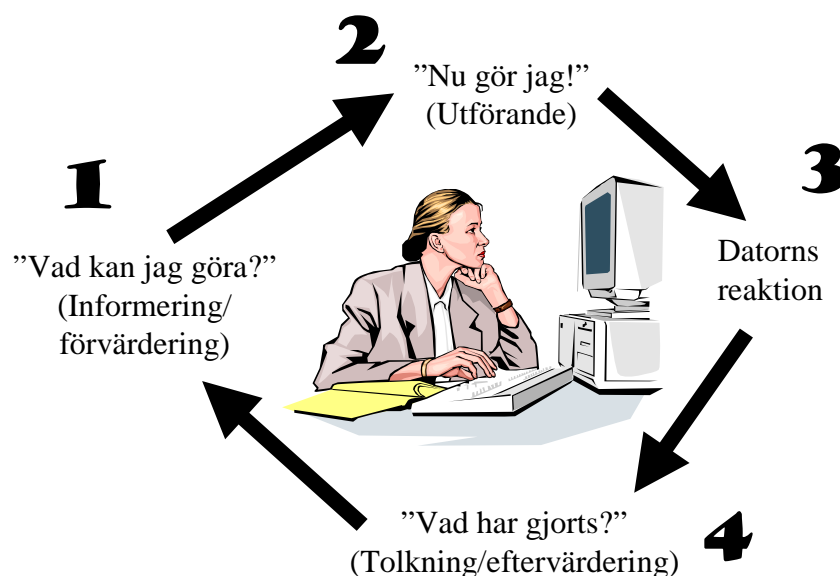 1
”Vad kan jag göra?”
(Informering/
förvärdering)
2
”Nu gör jag!”
(Utförande)
3
Datorns
reaktion
”Vad har gjorts?”
(Tolkning/eftervärdering)
4